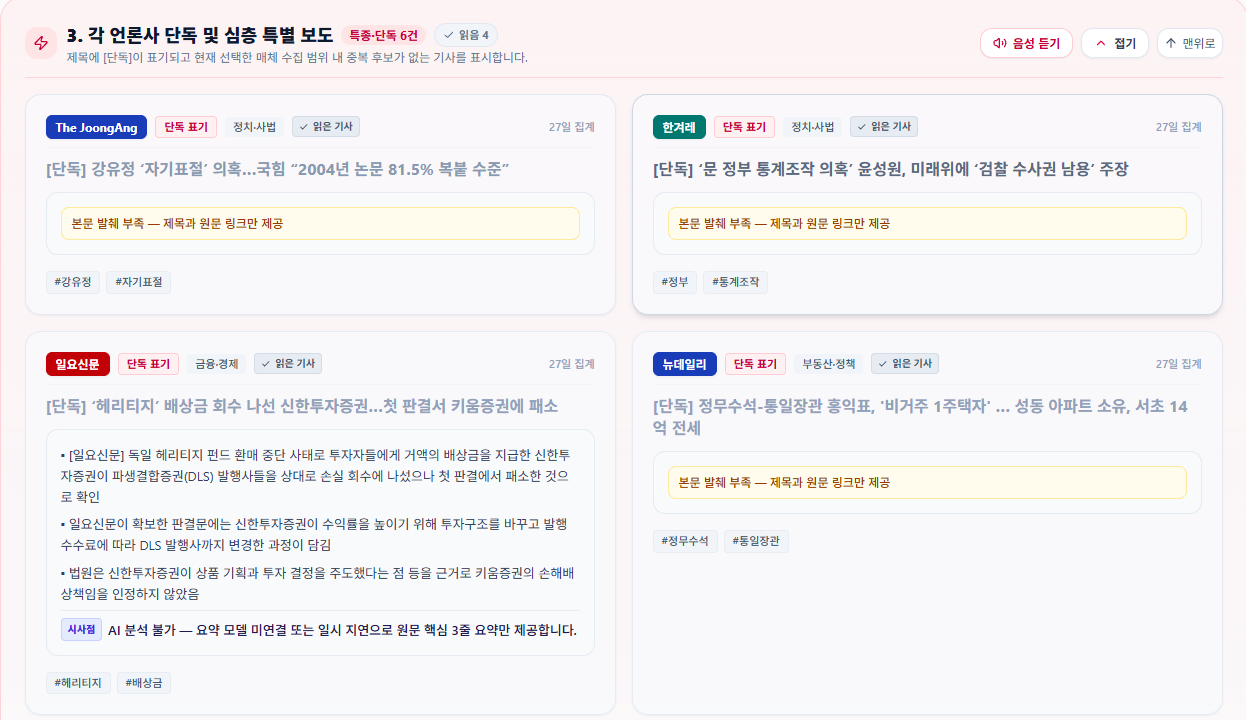 3. 각 언론사 단독 및 심층 특별 보도 특종·단독 6건 ✓ 읽음 4
제목에 [단독]이 표기되고 현재 선택한 매체 수집 범위 내 중복 후보가 없는 기사를 표시합니다.
음성 듣기 접기 맨위로
The JoongAng 단독 표기 정치·사법 ✓ 읽은 기사 27일 집계
[단독] 강유정 ‘자기표절’ 의혹…국힘 “2004년 논문 81.5% 복붙 수준”
본문 발췌 부족 — 제목과 원문 링크만 제공
#강유정 #자기표절
한겨레 단독 표기 정치·사법 ✓ 읽은 기사 27일 집계
[단독] ‘문 정부 통계조작 의혹’ 윤성원, 미래위에 ‘검찰 수사권 남용’ 주장
본문 발췌 부족 — 제목과 원문 링크만 제공
#정부 #통계조작
일요신문 단독 표기 금융·경제 ✓ 읽은 기사 27일 집계
[단독] ‘헤리티지’ 배상금 회수 나선 신한투자증권…첫 판결서 키움증권에 패소
▪ [일요신문] 독일 헤리티지 펀드 환매 중단 사태로 투자자들에게 거액의 배상금을 지급한 신한투
자증권이 파생결합증권(DLS) 발행사들을 상대로 손실 회수에 나섰으나 첫 판결에서 패소한 것으
로 확인
▪ 일요신문이 확보한 판결문에는 신한투자증권이 수익률을 높이기 위해 투자구조를 바꾸고 발행
수수료에 따라 DLS 발행사까지 변경한 과정이 담김
▪ 법원은 신한투자증권이 상품 기획과 투자 결정을 주도했다는 점 등을 근거로 키움증권의 손해배
상책임을 인정하지 않았음
시사점 AI 분석 불가 — 요약 모델 미연결 또는 일시 지연으로 원문 핵심 3줄 요약만 제공합니다.
#헤리티지 #배상금
뉴데일리 단독 표기 부동산·정책 ✓ 읽은 기사 27일 집계
[단독] 정무수석-통일장관 홍익표, '비거주 1주택자' … 성동 아파트 소유, 서초 14
억 전세
본문 발췌 부족 — 제목과 원문 링크만 제공
#정무수석 #통일장관